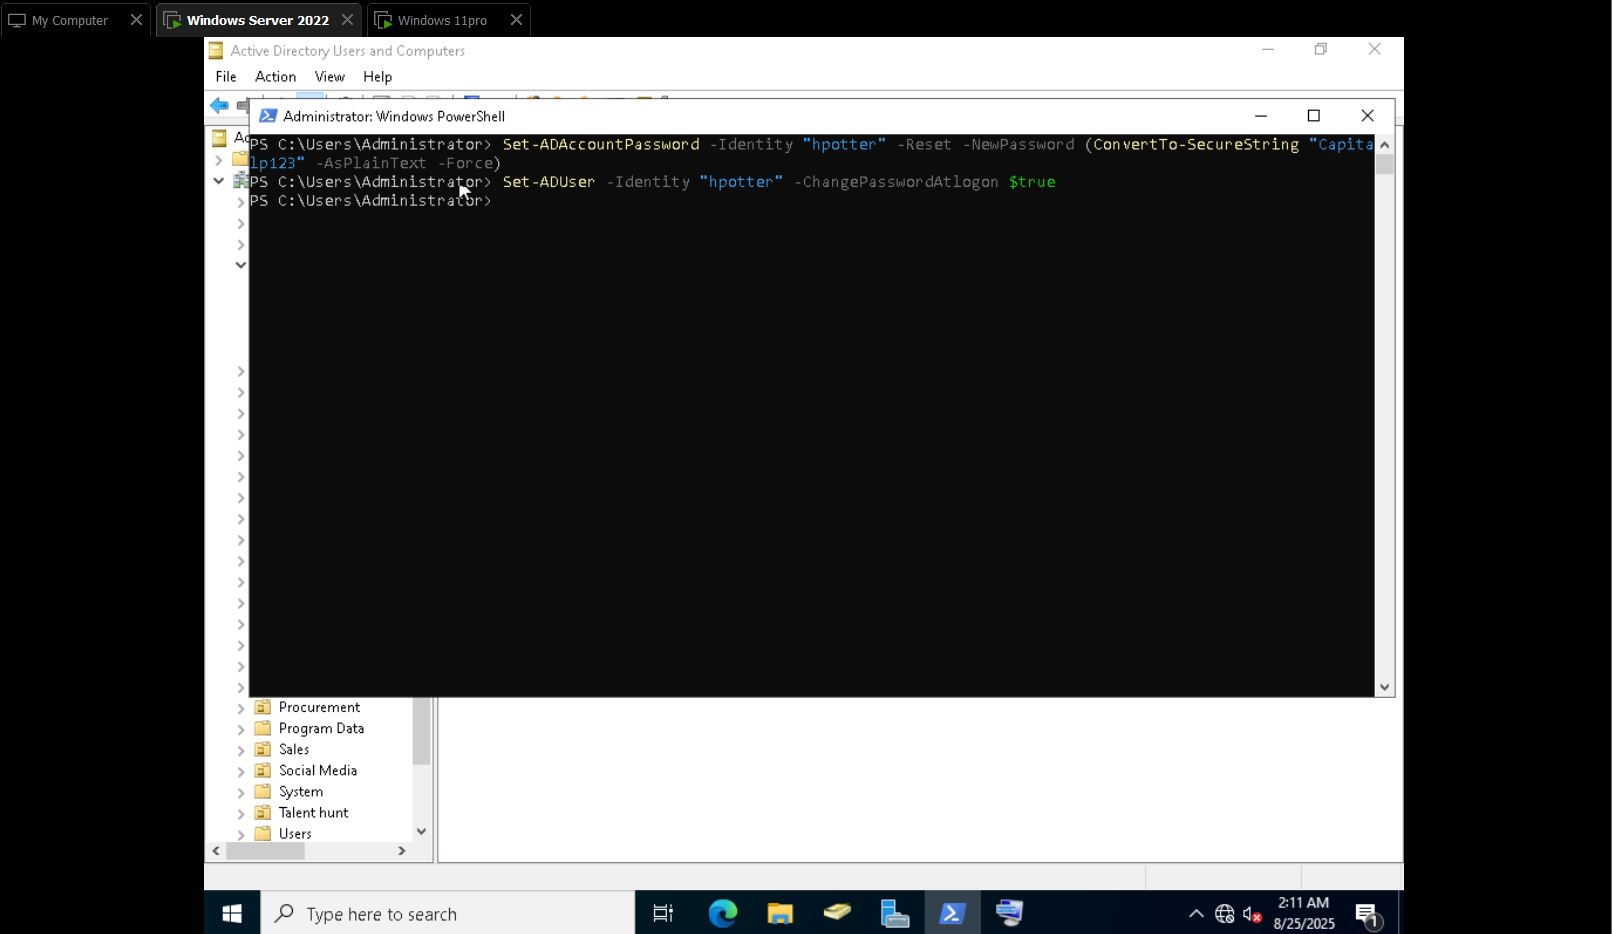 My Computer
Windows Server 2022
Windows 11pro
Active Directory Users and Computers
File Action View Help
Administrator: Windows PowerShell
PS C:\Users\Administrator> Set-ADAccountPassword -Identity "hpotter" -Reset -NewPassword (ConvertTo-SecureString "Capita
lp123" -AsPlainText -Force)
PS C:\Users\Administrator> Set-ADUser -Identity "hpotter" -ChangePasswordAtlogon $true
PS C:\Users\Administrator>
Procurement
Program Data
Sales
Social Media
System
Talent hunt
Users
Type here to search
2:11 AM
8/25/2025
1